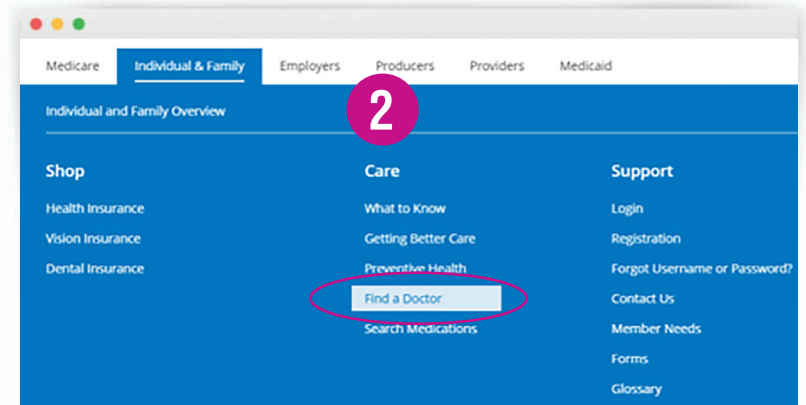 Medicare Individual & Family Employers Producers Providers Medicaid
Individual and Family Overview
2
Shop
Health Insurance
Vision Insurance
Dental Insurance
Care
What to Know
Getting Better Care
Preventive Health
Find a Doctor
Search Medications
Support
Login
Registration
Forgot Username or Password?
Contact Us
Member Needs
Forms
Glossary